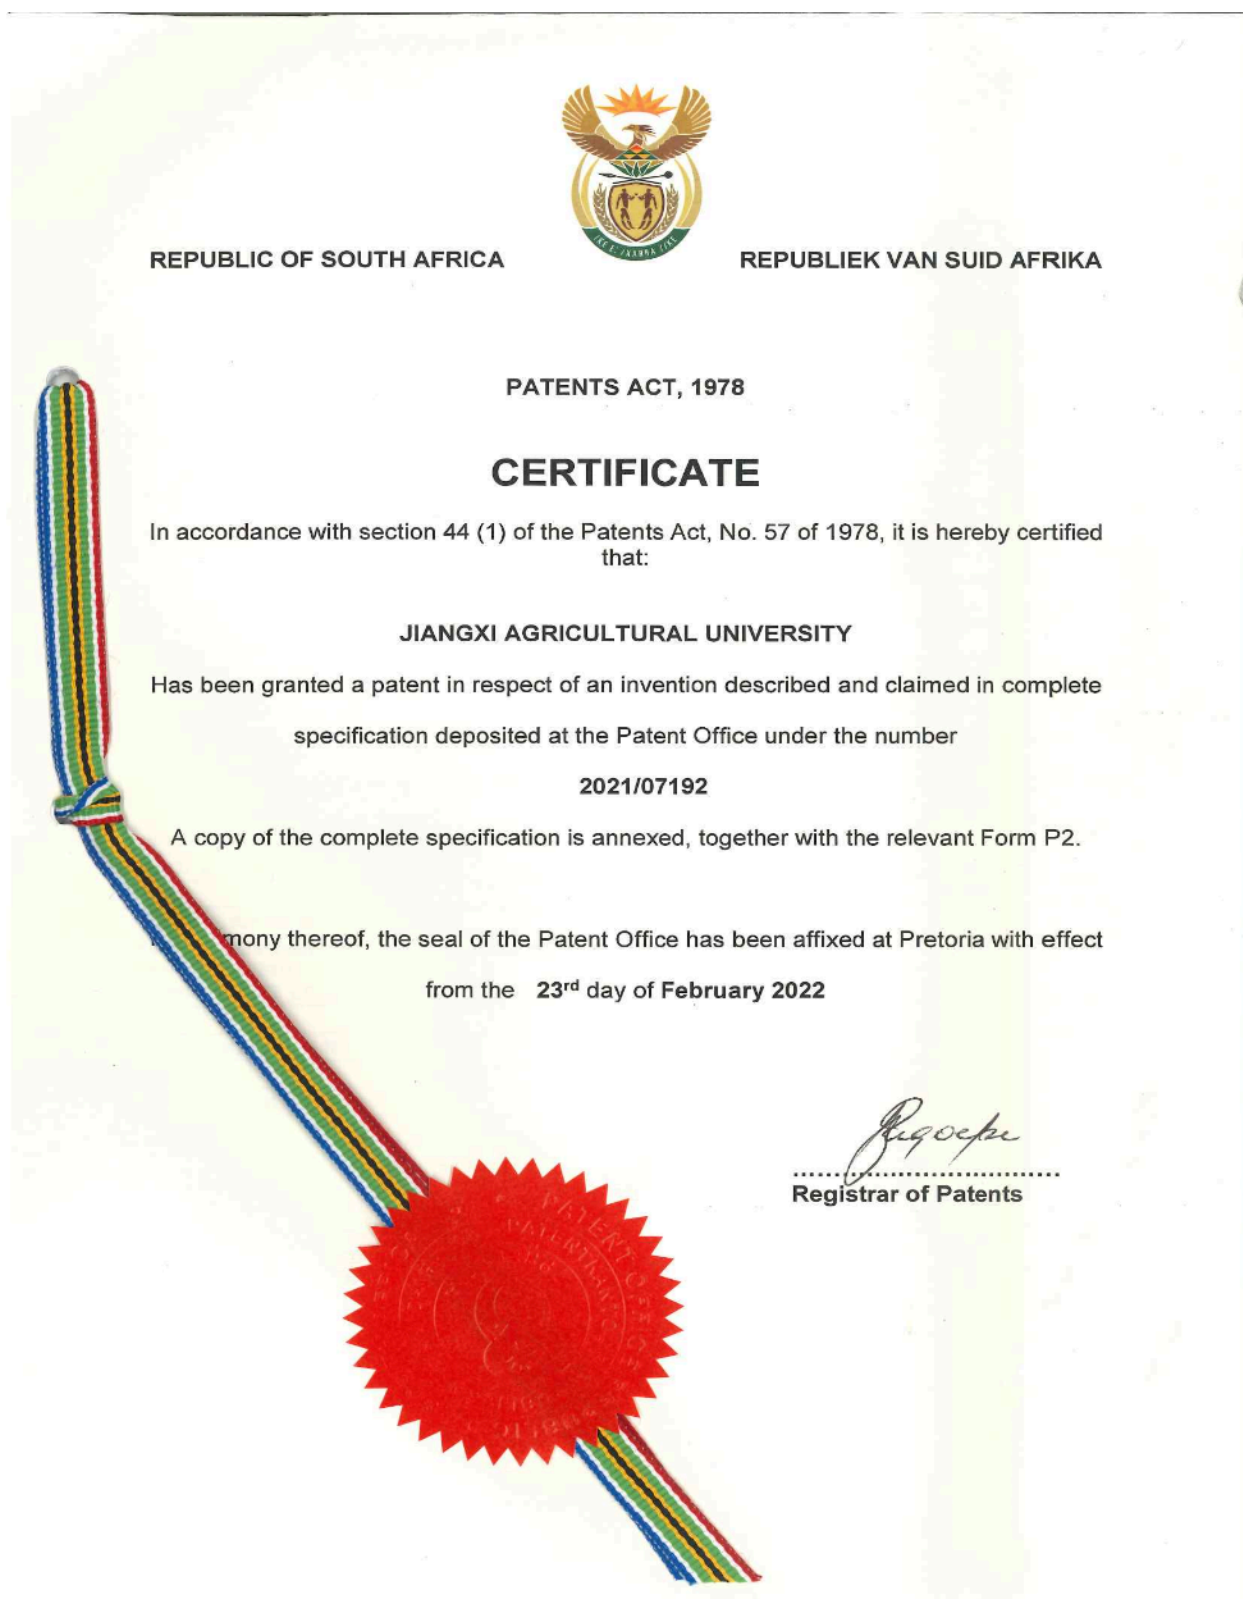 REPUBLIC OF SOUTH AFRICA
REPUBLIEK VAN SUID AFRIKA
PATENTS ACT, 1978
CERTIFICATE
In accordance with section 44 (1) of the Patents Act, No. 57 of 1978, it is hereby certified
that:
JIANGXI AGRICULTURAL UNIVERSITY
Has been granted a patent in respect of an invention described and claimed in complete
specification deposited at the Patent Office under the number
2021/07192
A copy of the complete specification is annexed, together with the relevant Form P2.
mony thereof, the seal of the Patent Office has been affixed at Pretoria with effect
from the 23rd day of February 2022
Registrar of Patents
PATENT OFFICE